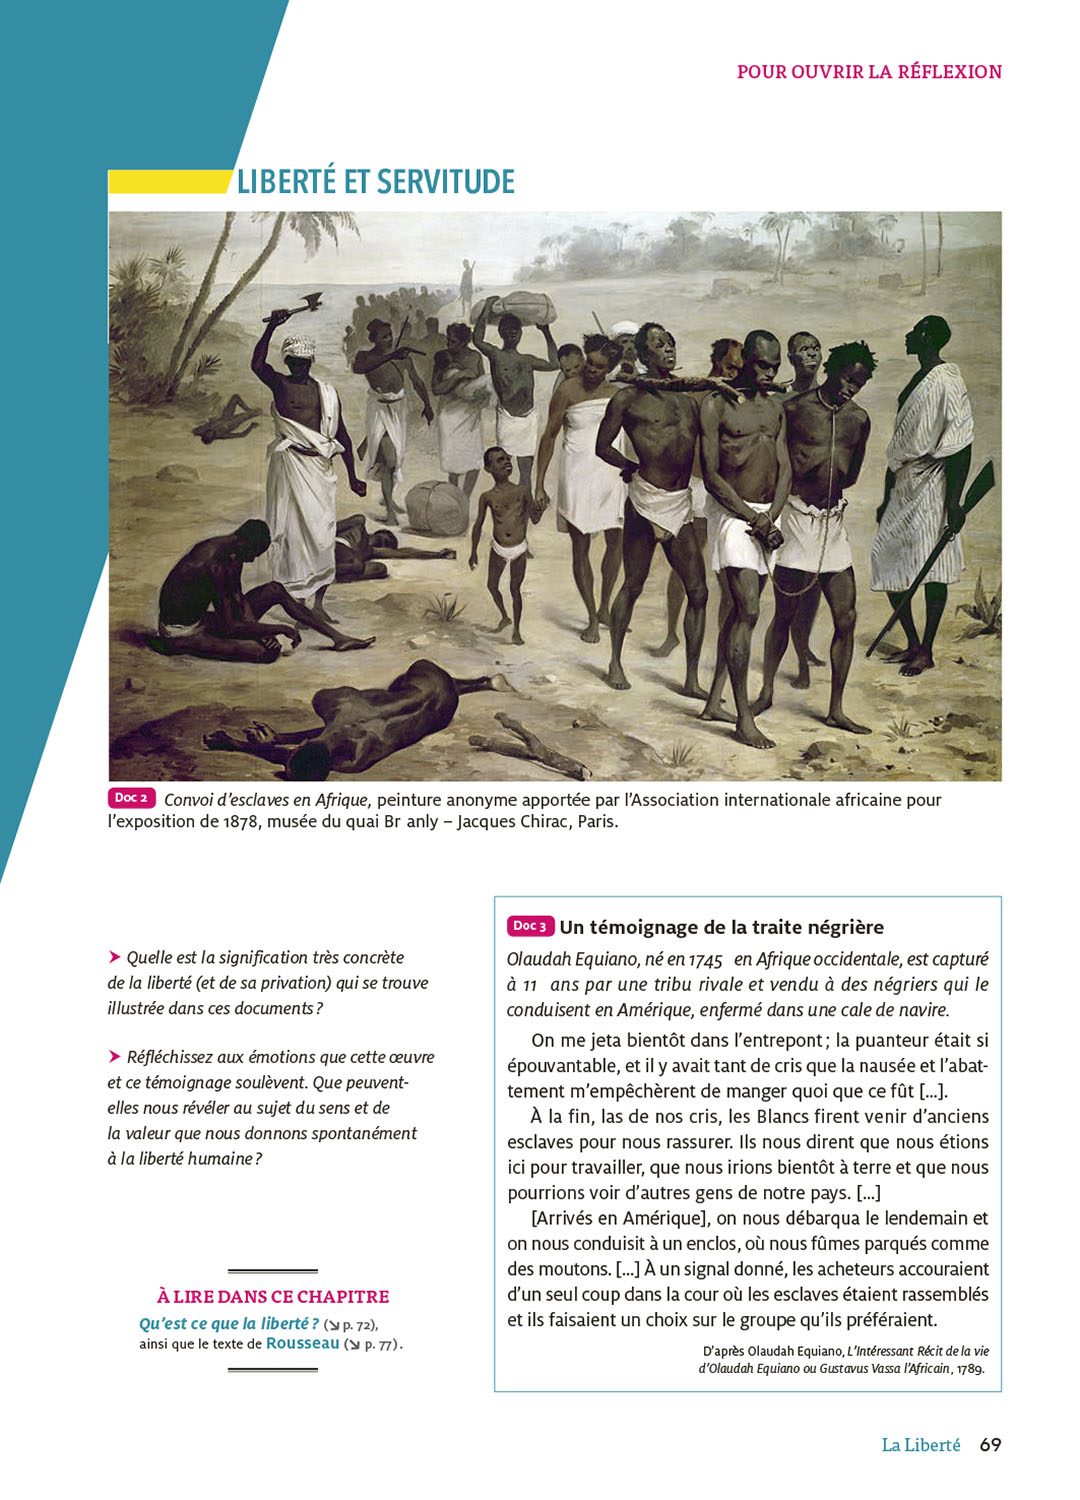 POUR OUVRIR LA RÉFLEXION
LIBERTÉ ET SERVITUDE
Doc 2 Convoi d'esclaves en Afrique, peinture anonyme apportée par l'Association internationale africaine pour
l'exposition de 1878, musée du quai Br anly – Jacques Chirac, Paris.
➤ Quelle est la signification très concrète
de la liberté (et de sa privation) qui se trouve
illustrée dans ces documents ?
➤ Réfléchissez aux émotions que cette œuvre
et ce témoignage soulèvent. Que peuvent-
elles nous révéler au sujet du sens et de
la valeur que nous donnons spontanément
à la liberté humaine ?
À LIRE DANS CE CHAPITRE
Qu'est ce que la liberté ? (↘ p. 72),
ainsi que le texte de Rousseau (↘ p. 77).
Doc 3 Un témoignage de la traite négrière
Olaudah Equiano, né en 1745 en Afrique occidentale, est capturé
à 11 ans par une tribu rivale et vendu à des négriers qui le
conduisent en Amérique, enfermé dans une cale de navire.
On me jeta bientôt dans l'entrepont ; la puanteur était si
épouvantable, et il y avait tant de cris que la nausée et l'abat-
tement m'empêchèrent de manger quoi que ce fût [...].
À la fin, las de nos cris, les Blancs firent venir d'anciens
esclaves pour nous rassurer. Ils nous dirent que nous étions
ici pour travailler, que nous irions bientôt à terre et que nous
pourrions voir d'autres gens de notre pays. [...]
[Arrivés en Amérique], on nous débarqua le lendemain et
on nous conduisit à un enclos, où nous fûmes parqués comme
des moutons. [...] À un signal donné, les acheteurs accouraient
d'un seul coup dans la cour où les esclaves étaient rassemblés
et ils faisaient un choix sur le groupe qu'ils préféraient.
D'après Olaudah Equiano, L'Intéressant Récit de la vie
d'Olaudah Equiano ou Gustavus Vassa l'Africain, 1789.
La Liberté 69